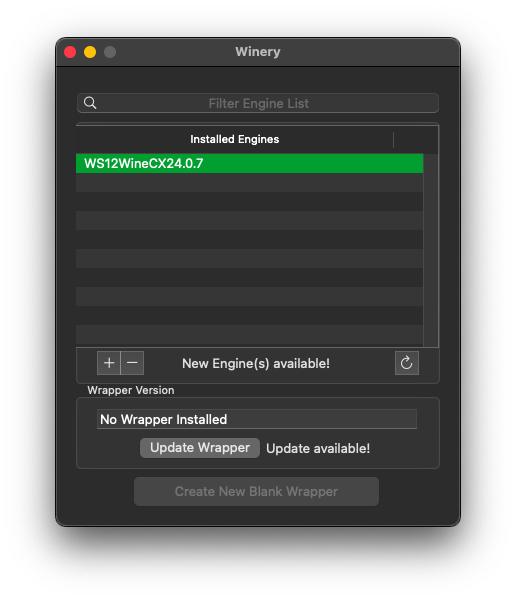 Winery
Filter Engine List
Installed Engines
WS12WineCX24.0.7
New Engine(s) available!
Wrapper Version
No Wrapper Installed
Update Wrapper Update available!
Create New Blank Wrapper